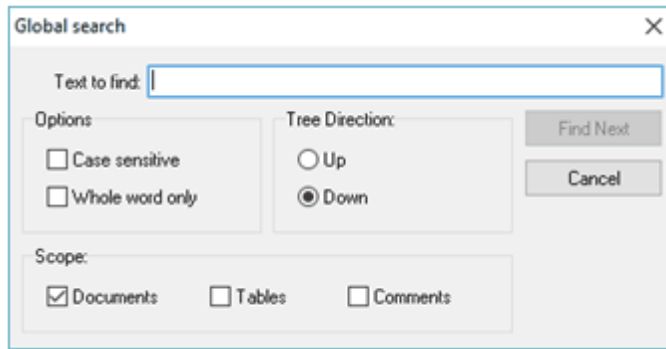 Global search
Text to find:
Options
Tree Direction:
Find Next
Case sensitive
Up
Cancel
Whole word only
Down
Scope:
Documents
Tables
Comments